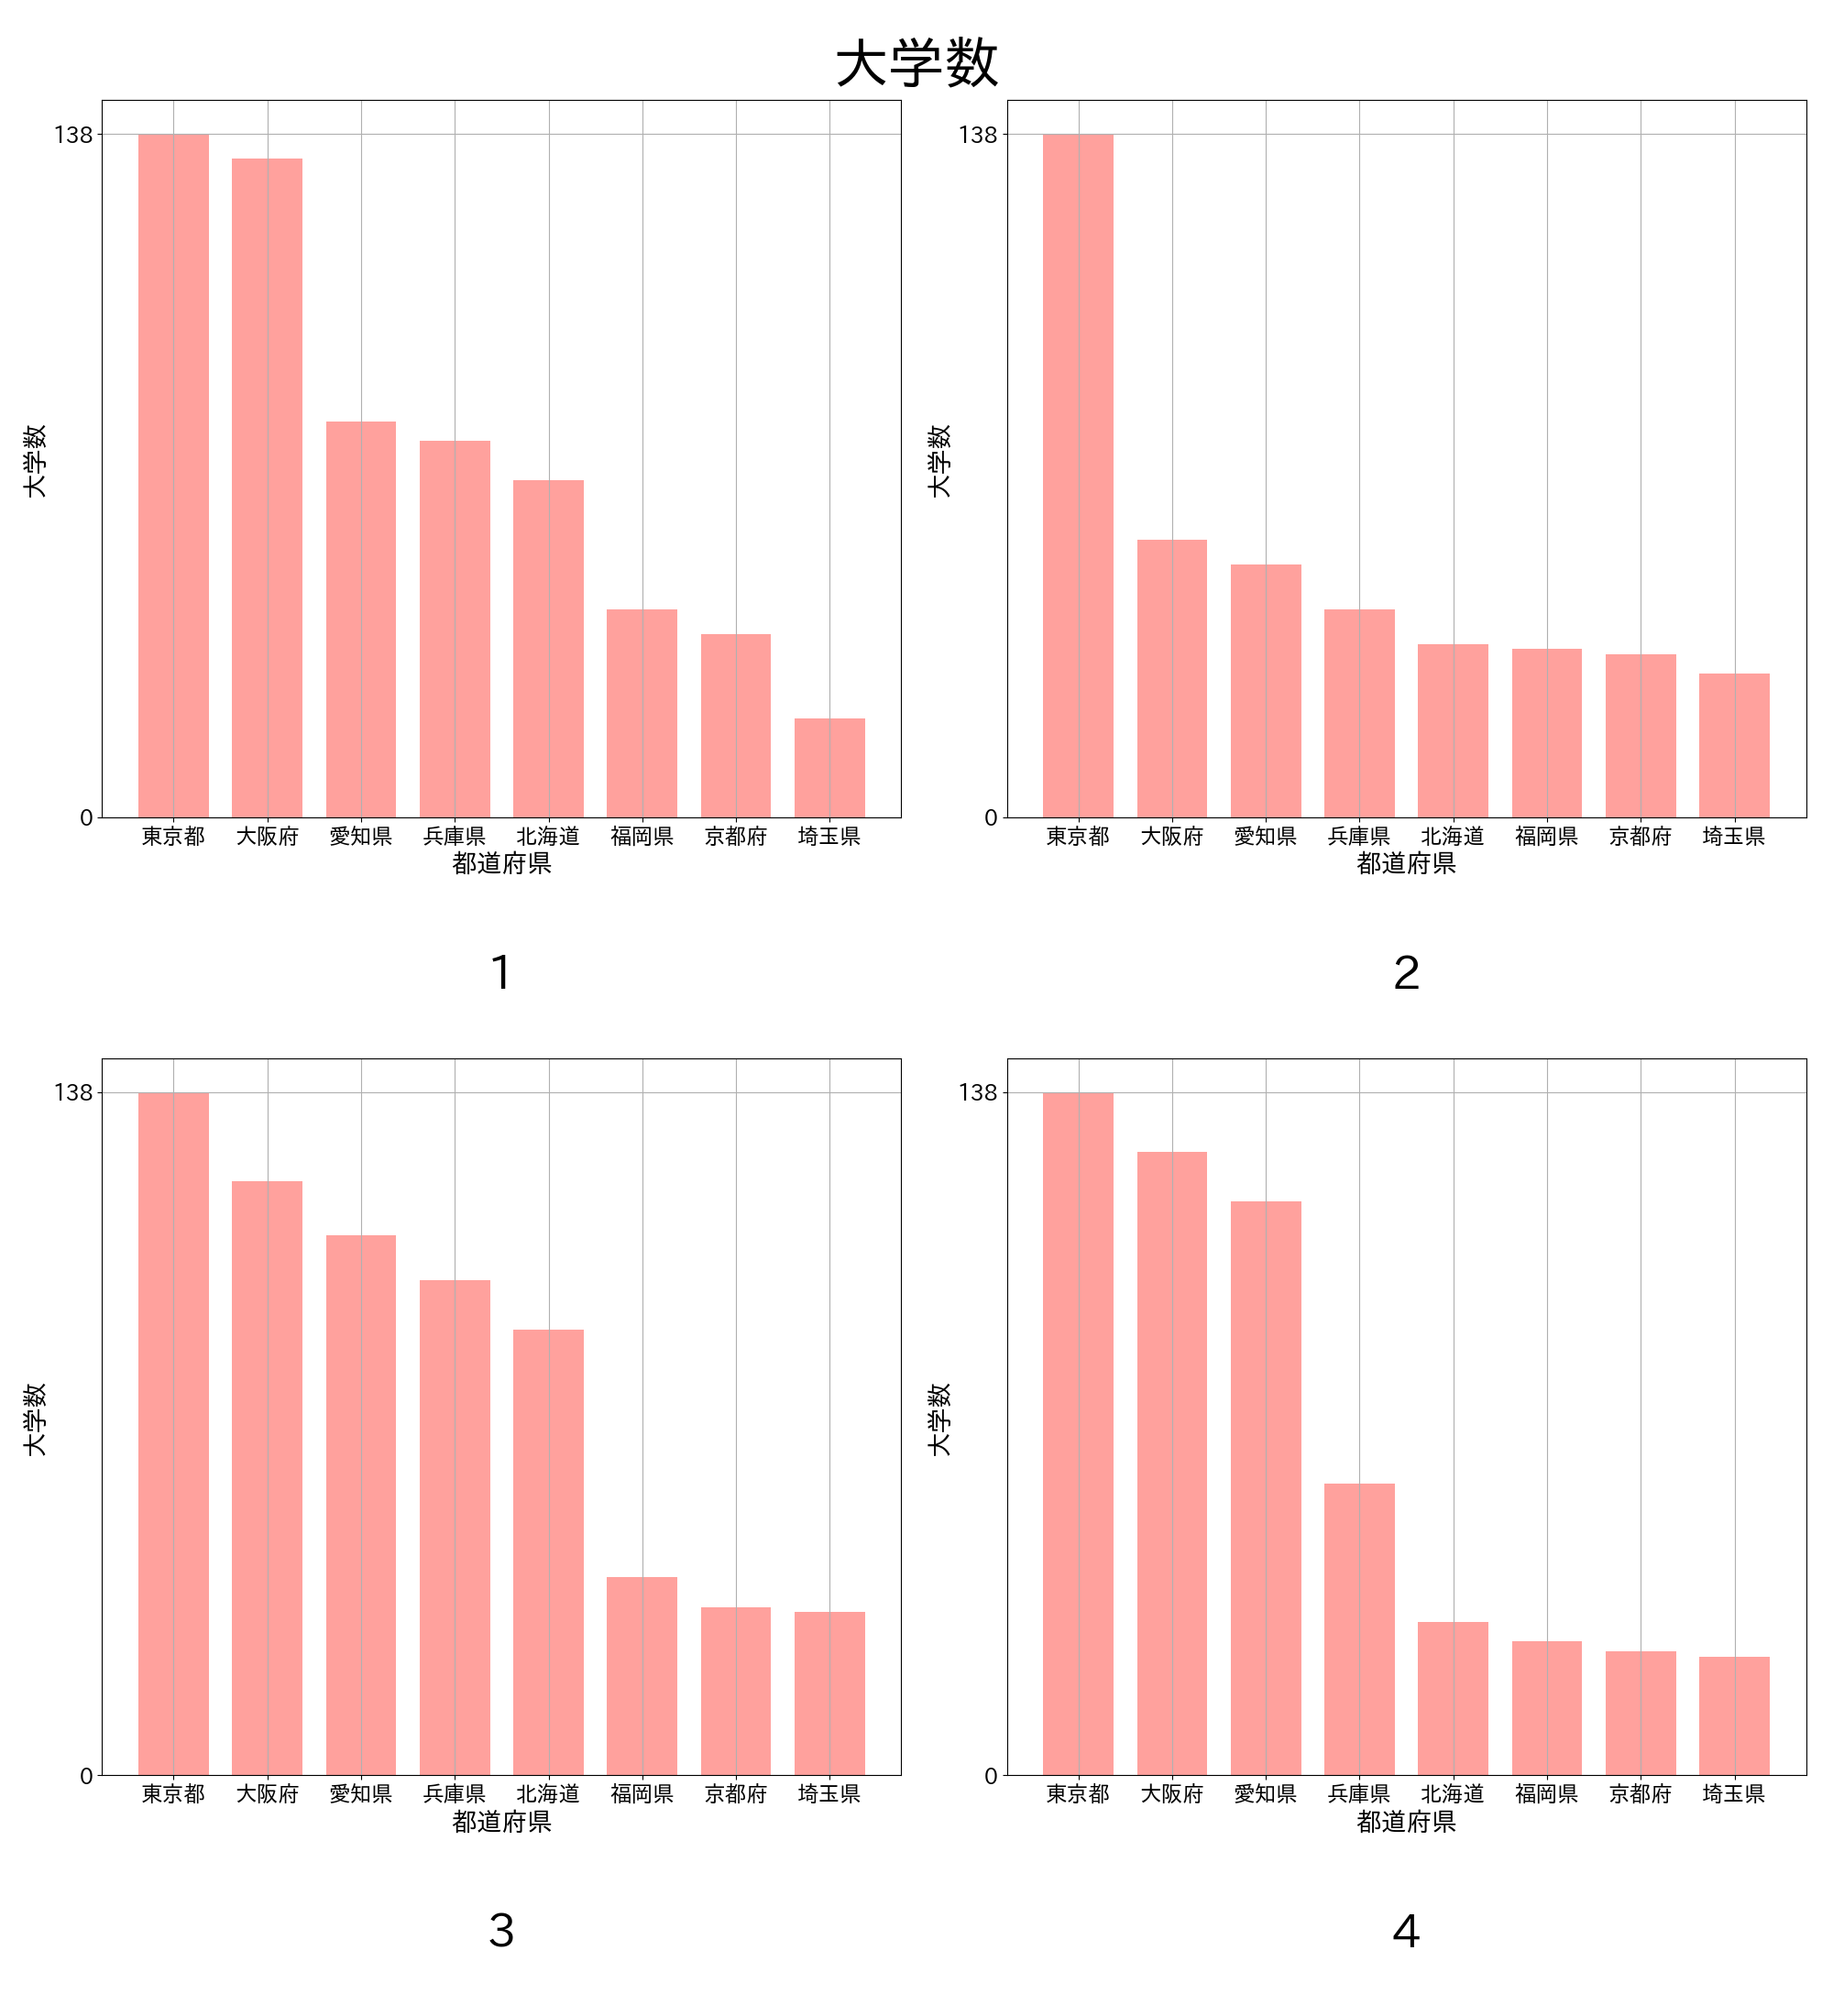 大学数
138
0
大学数
東京都 大阪府 愛知県 兵庫県 北海道 福岡県 京都府 埼玉県
都道府県
1
138
0
大学数
東京都 大阪府 愛知県 兵庫県 北海道 福岡県 京都府 埼玉県
都道府県
2
138
0
大学数
東京都 大阪府 愛知県 兵庫県 北海道 福岡県 京都府 埼玉県
都道府県
3
138
0
大学数
東京都 大阪府 愛知県 兵庫県 北海道 福岡県 京都府 埼玉県
都道府県
4